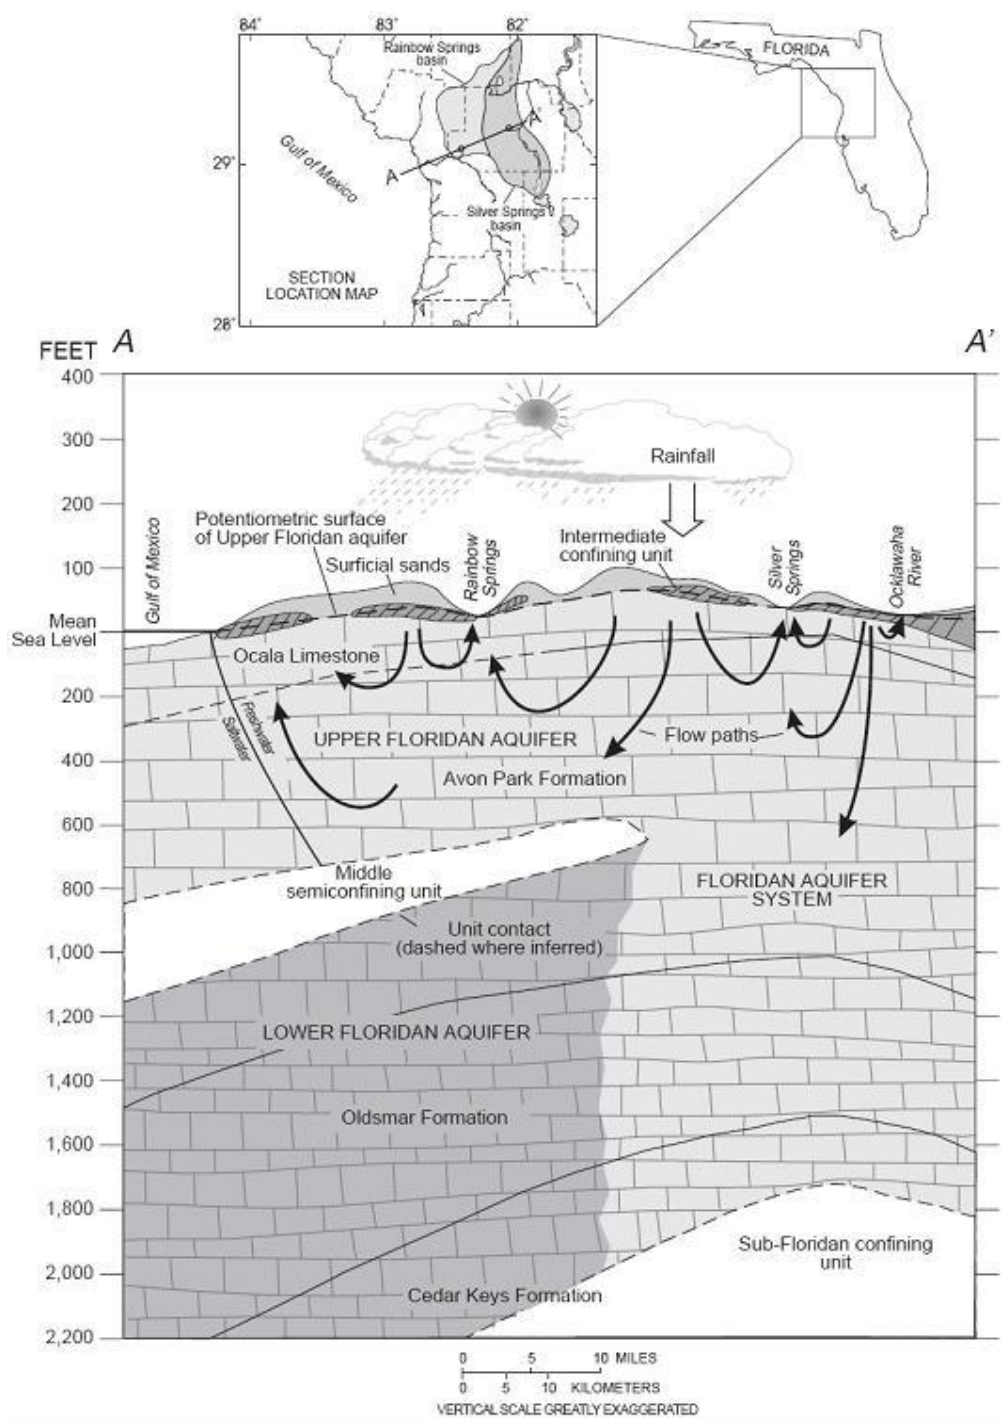 84˚
83˚
82˚
Rainbow Springs
basin
FLORIDA
A'
Gulf of Mexico
29˚
A
Silver Springs
basin
SECTION
LOCATION MAP
28˚
FEET
A
A'
400
300
200
100
Mean
Sea Level
200
400
600
800
1,000
1,200
1,400
1,600
1,800
2,000
2,200
Rainfall
Gulf of Mexico
Potentiometric surface
of Upper Floridan aquifer
Surficial sands
Rainbow
Springs
Intermediate
confining unit
Silver
Springs
Ocklawaha
River
Ocala Limestone
Freshwater
Saltwater
UPPER FLORIDAN AQUIFER
Flow paths
Avon Park Formation
Middle
semiconfining unit
FLORIDAN AQUIFER
SYSTEM
Unit contact
(dashed where inferred)
LOWER FLORIDAN AQUIFER
Oldsmar Formation
Sub-Floridan confining
unit
Cedar Keys Formation
0 5 10 MILES
0 5 10 KILOMETERS
VERTICAL SCALE GREATLY EXAGGERATED